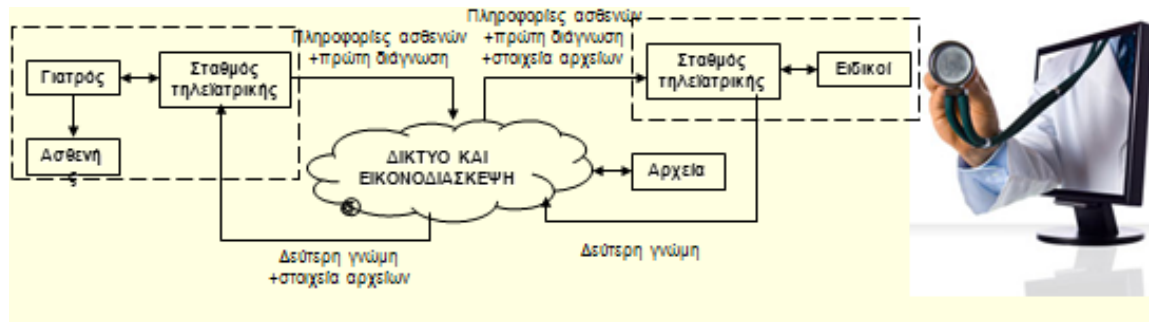 Πληροφορίες ασθενών
+πρώτη διάγνωση
Πληροφορίες ασθενών
+πρώτη διάγνωση
+στοιχεία αρχείων
Γιατρός
Σταθμός
τηλεϊατρικής
Σταθμός
τηλεϊατρικής
Ειδικοί
Ασθενή
ς
ΔΙΚΤΥΟ ΚΑΙ
ΕΙΚΟΝΟΔΙΑΣΚΕΨΗ
Αρχεία
Δεύτερη γνώμη
+στοιχεία αρχείων
Δεύτερη γνώμη